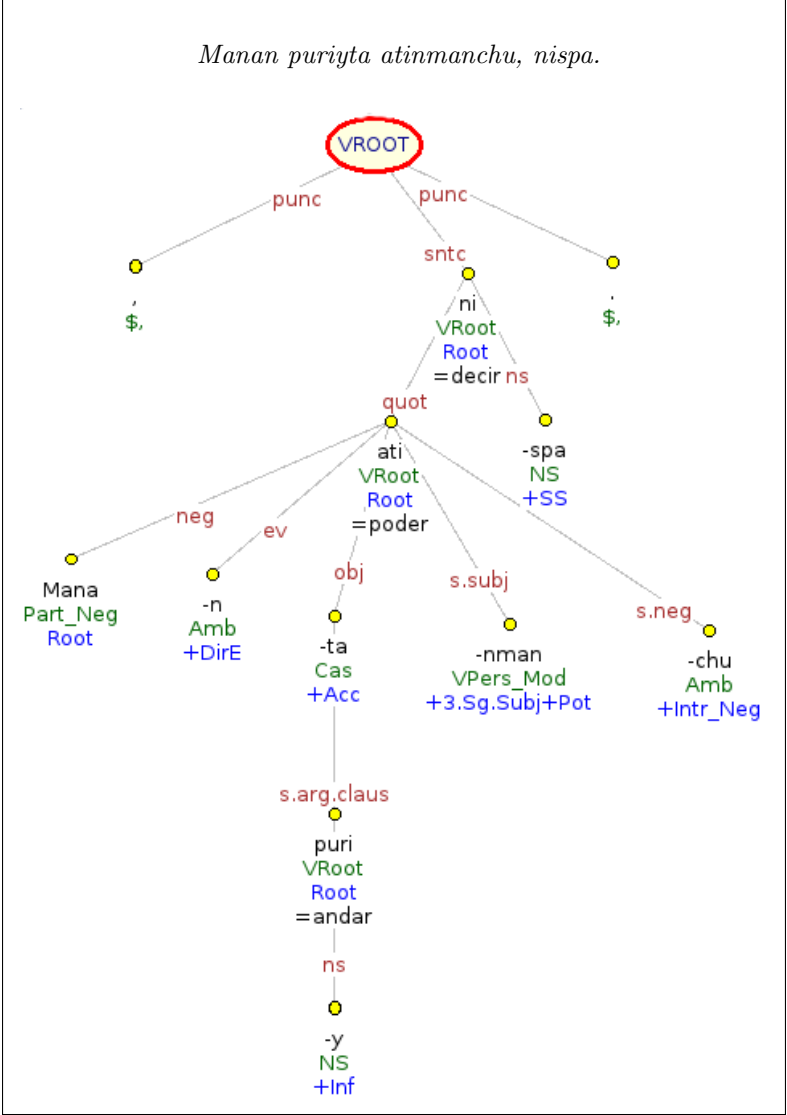 Manan puriyta atinmanchu, nispa.
VROOT
punc
punc
sntc
,
$,
ni
VRoot
Root
=decir
.
$,
quot
ns
ati
VRoot
Root
=poder
-spa
NS
+SS
neg
ev
obj
s.subj
s.neg
Mana
Part_Neg
Root
-n
Amb
+DirE
-ta
Cas
+Acc
-nman
VPers_Mod
+3.Sg.Subj+Pot
-chu
Amb
+Intr_Neg
s.arg.claus
puri
VRoot
Root
=andar
ns
-y
NS
+Inf